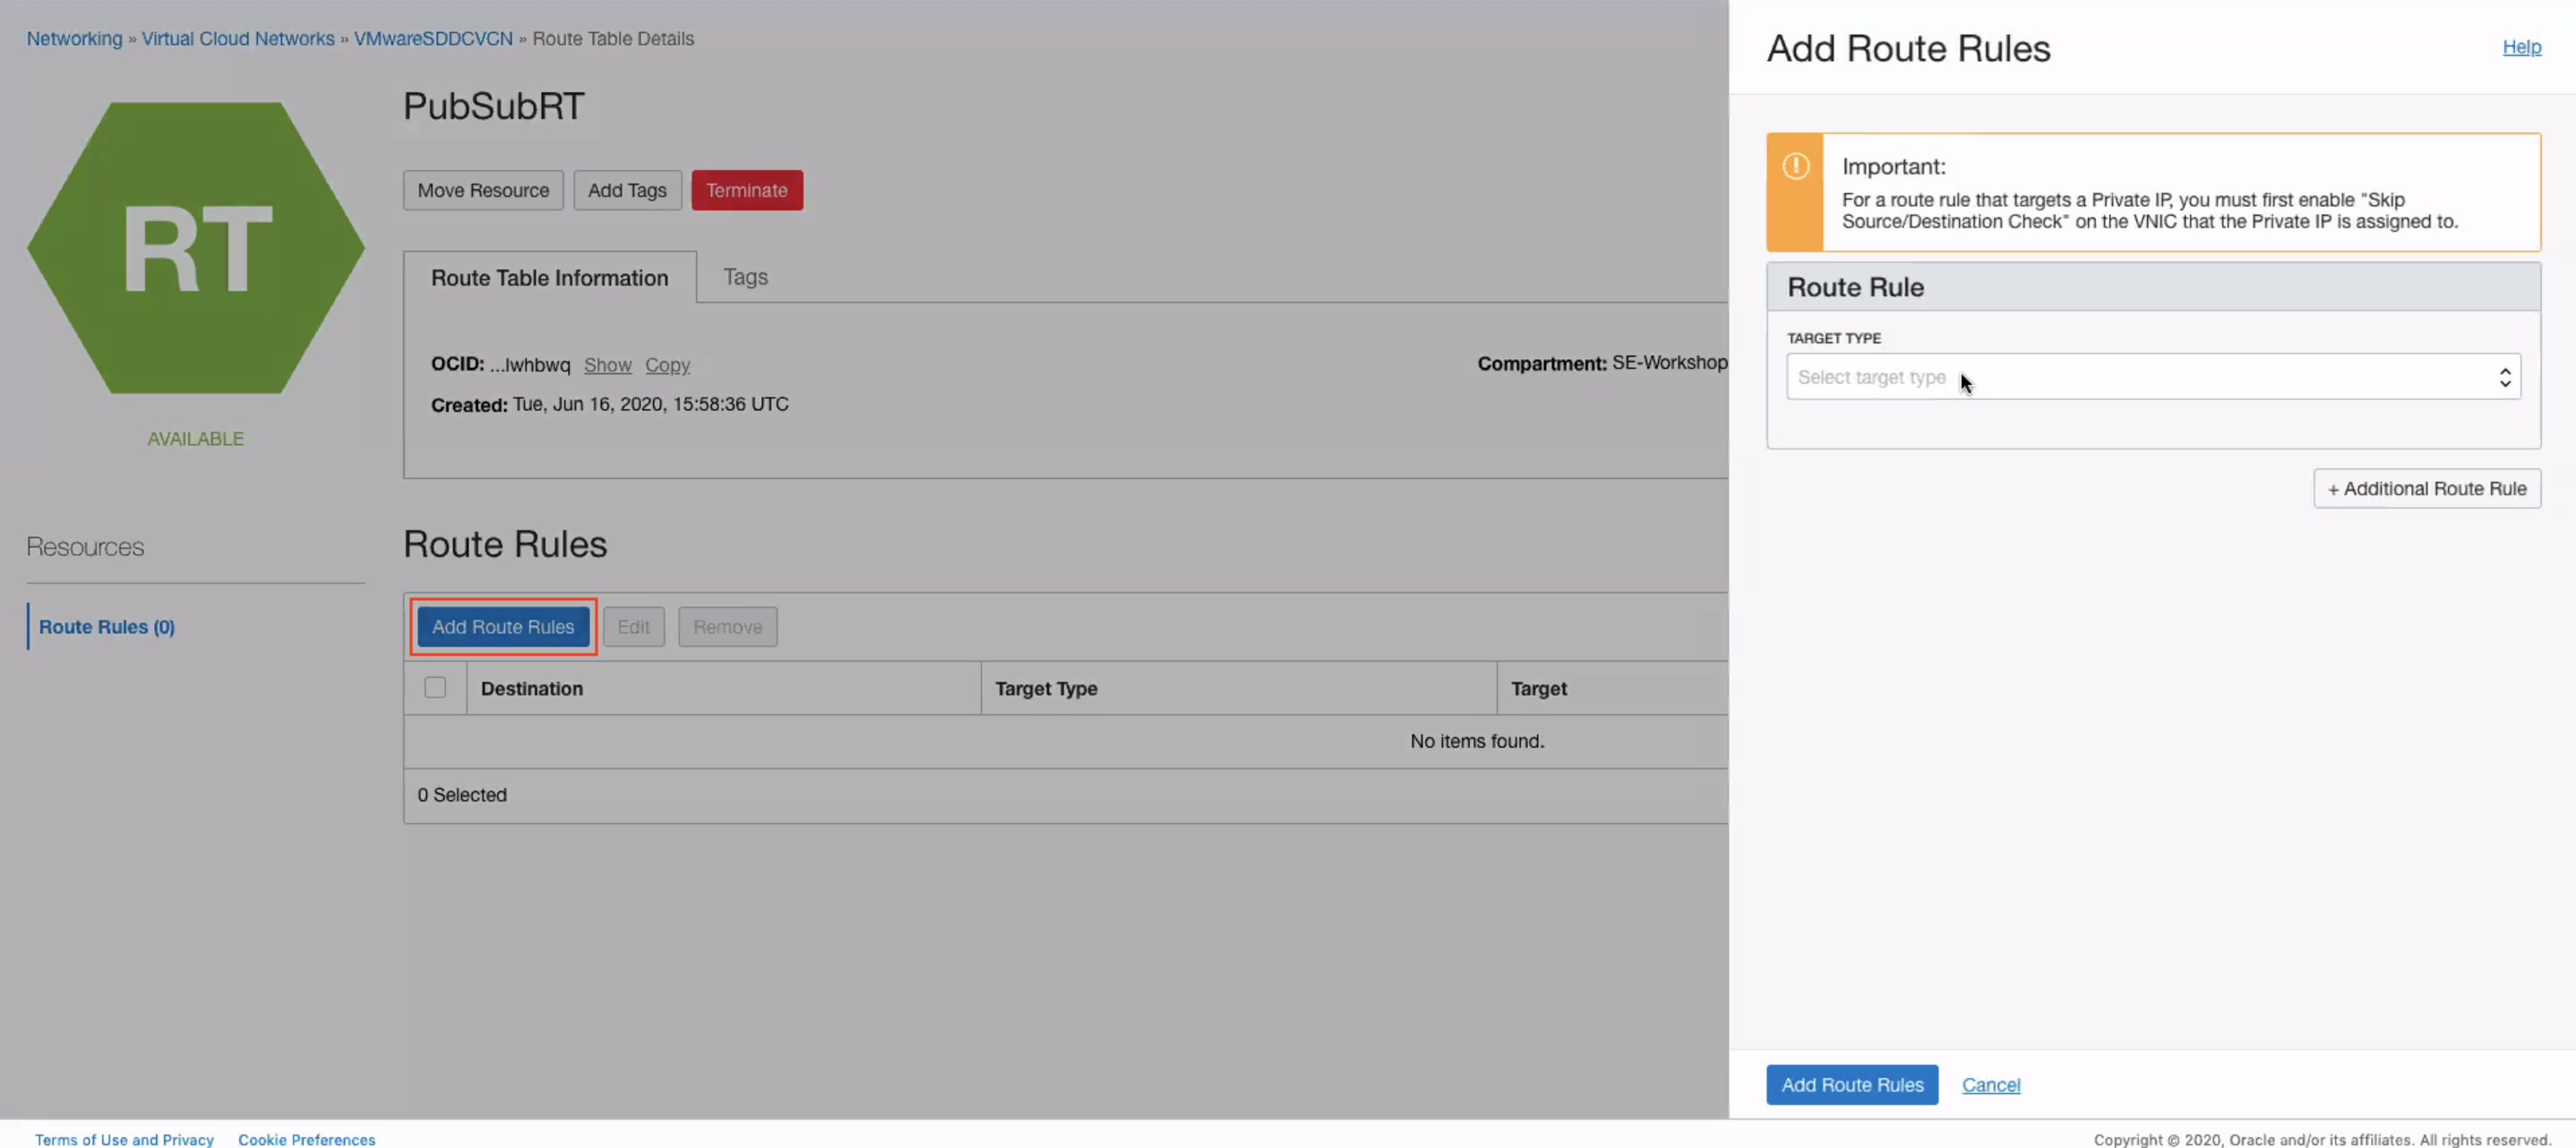 Networking » Virtual Cloud Networks » VMwareSDDCVCN » Route Table Details
RT
AVAILABLE
PubSubRT
Move Resource
Add Tags
Terminate
Route Table Information
Tags
OCID: ...lwhbwq Show Copy
Compartment: SE-Workshop
Created: Tue, Jun 16, 2020, 15:58:36 UTC
Resources
Route Rules (0)
Route Rules
Add Route Rules
Edit
Remove
Destination
Target Type
Target
No items found.
0 Selected
Add Route Rules
Help
Important:
For a route rule that targets a Private IP, you must first enable "Skip
Source/Destination Check" on the VNIC that the Private IP is assigned to.
Route Rule
TARGET TYPE
Select target type
+ Additional Route Rule
Add Route Rules
Cancel
Terms of Use and Privacy
Cookie Preferences
Copyright © 2020, Oracle and/or its affiliates. All rights reserved.